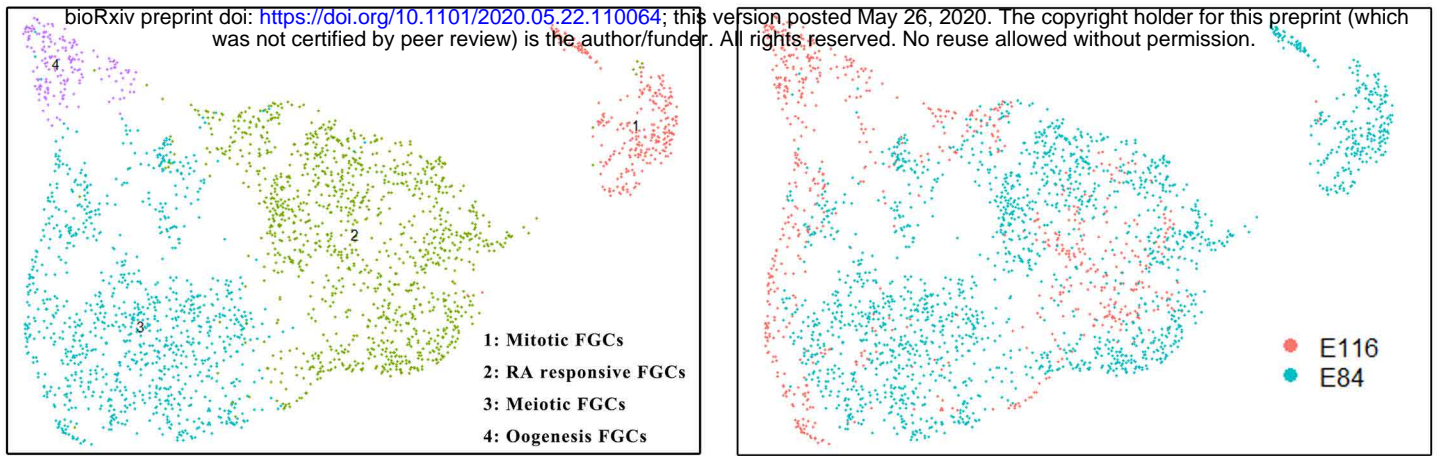 bioRxiv preprint doi: https://doi.org/10.1101/2020.05.22.110064; this version posted May 26, 2020. The copyright holder for this preprint (which
was not certified by peer review) is the author/funder. All rights reserved. No reuse allowed without permission.
4
1
2
3
1: Mitotic FGCs
2: RA responsive FGCs
3: Meiotic FGCs
4: Oogenesis FGCs
E116
E84